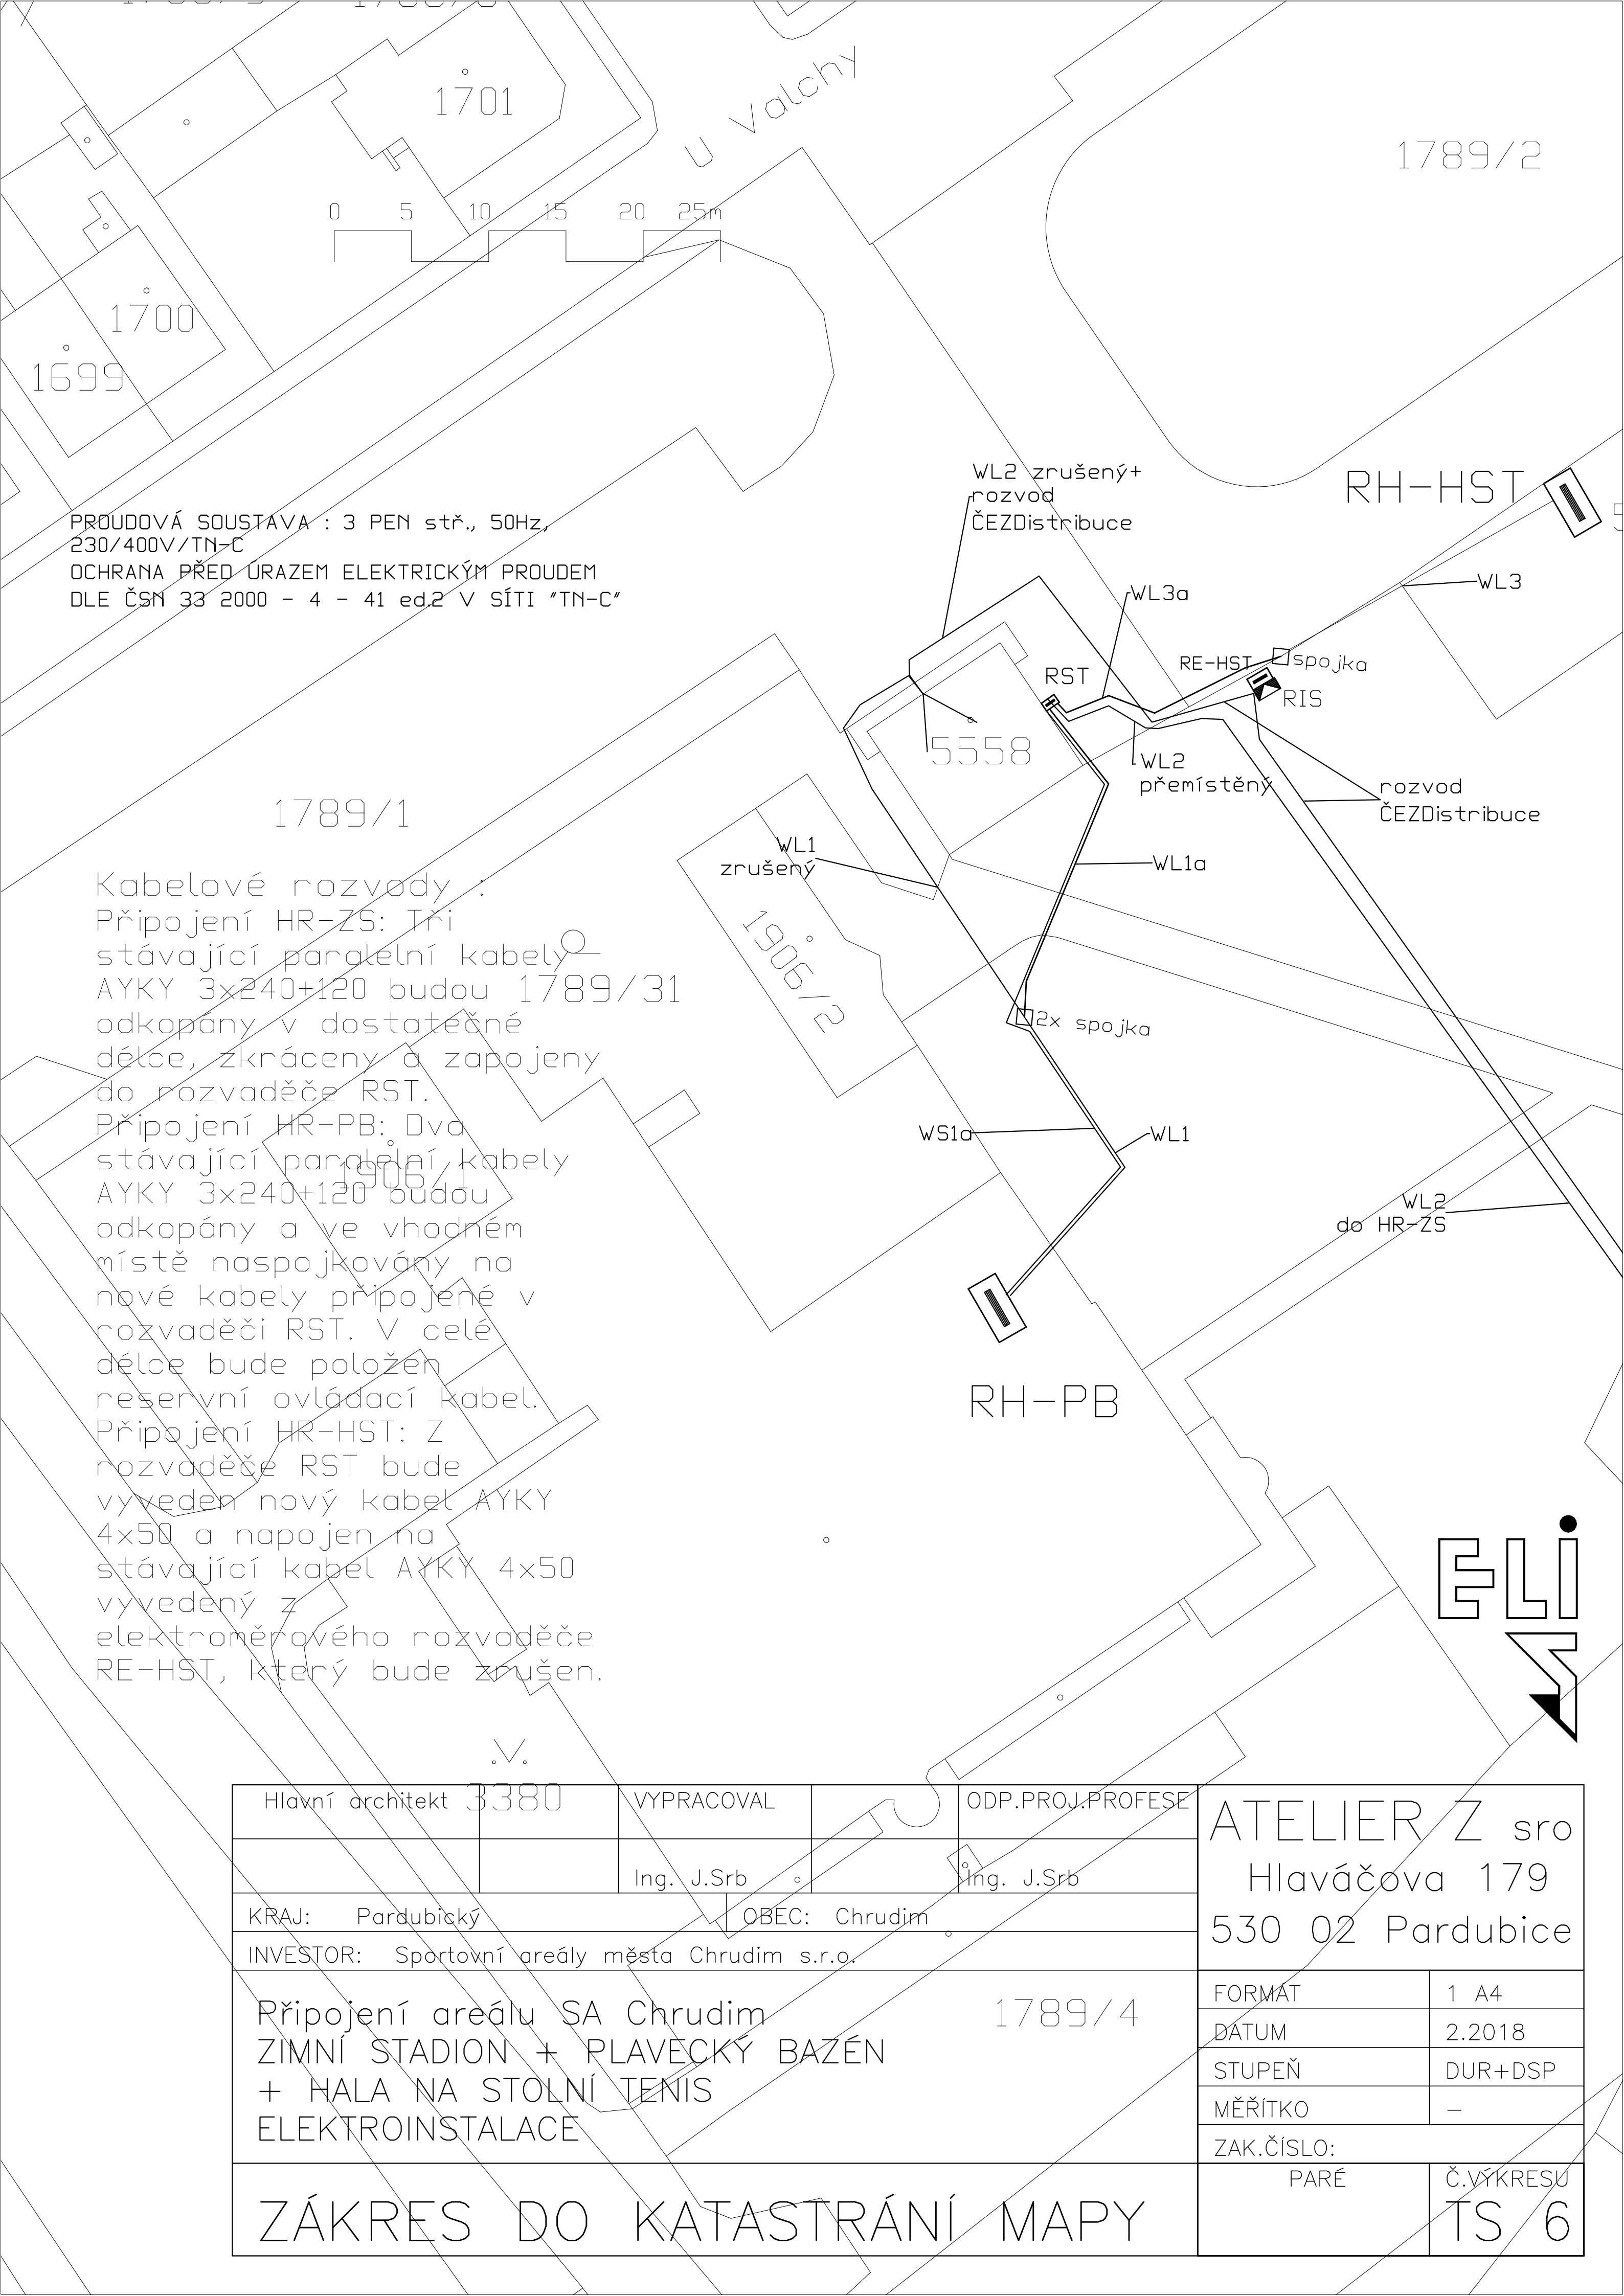 1701
U Valchy
1789/2
0 5 10 15 20 25m
1700
1699
WL2 zrušený+
rozvod
ČEZDistribuce
RH-HST
PROUDOVÁ SOUSTAVA : 3 PEN stř., 50Hz,
230/400V/TN-C
OCHRANA PŘED ÚRAZEM ELEKTRICKÝM PROUDEM
DLE ČSN 33 2000 - 4 - 41 ed.2 V SÍTI "TN-C"
WL3
WL3a
RE-HST
spojka
RST
RIS
5558
WL2
přemístěný
rozvod
ČEZDistribuce
1789/1
WL1
zrušený
WL1a
1906/2
1789/31
2x spojka
Kabelové rozvody :
Připojení HR-ZS: Tři
stávající paralelní kabely
AYKY 3x240+120 budou
odkopány v dostatečné
délce, zkráceny a zapojeny
do rozvaděče RST.
Připojení HR-PB: Dva
stávající paralelní kabely
AYKY 3x240+120 budou
odkopány a ve vhodném
místě naspojkovány na
nové kabely připojené v
rozvaděči RST. V celé
délce bude položen
reservní ovládací kabel.
Připojení HR-HST: Z
rozvaděče RST bude
vyveden nový kabel AYKY
4x50 a napojen na
stávající kabel AYKY 4x50
vyvedený z
elektroměrového rozvaděče
RE-HST, který bude zrušen.
1906/1
WS1a
WL1
WL2
do HR-ZS
RH-PB
ELiS
3380
Hlavní architekt
VYPRACOVAL
ODP.PROJ.PROFESE
Ing. J.Srb
Ing. J.Srb
KRAJ: Pardubický
OBEC: Chrudim
INVESTOR: Sportovní areály města Chrudim s.r.o.
ATELIER Z sro
Hlaváčova 179
530 02 Pardubice
1789/4
Připojení areálu SA Chrudim
ZIMNÍ STADION + PLAVECKÝ BAZÉN
+ HALA NA STOLNÍ TENIS
ELEKTROINSTALACE
FORMÁT 1 A4
DATUM 2.2018
STUPEŇ DUR+DSP
MĚŘÍTKO -
ZAK.ČÍSLO:
PARÉ
Č.VÝKRESU
TS 6
ZÁKRES DO KATASTRÁNÍ MAPY